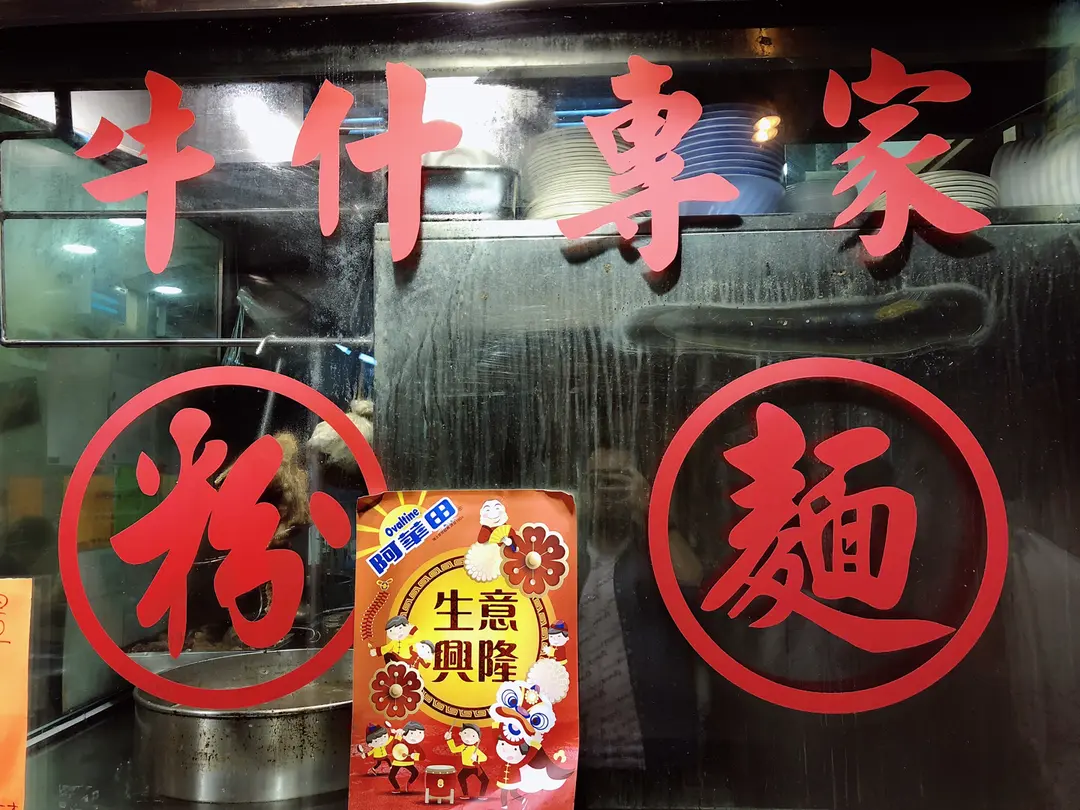 牛什專家
粉
麵
Ovaltine
阿華田
生意
興隆